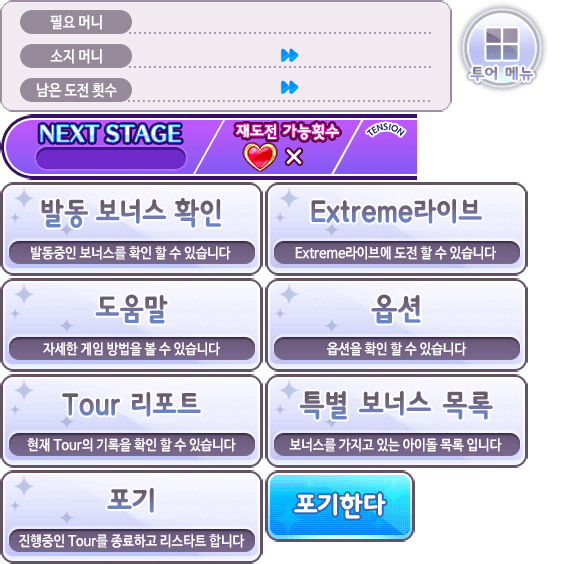 필요 머니
소지 머니
남은 도전 횟수
투어 메뉴
NEXT STAGE
재도전 가능횟수
TENSION
발동 보너스 확인
발동중인 보너스를 확인 할 수 있습니다
Extreme라이브
Extreme라이브에 도전 할 수 있습니다
도움말
자세한 게임 방법을 볼 수 있습니다
옵션
옵션을 확인 할 수 있습니다
Tour 리포트
현재 Tour의 기록을 확인 할 수 있습니다
특별 보너스 목록
보너스를 가지고 있는 아이돌 목록 입니다
포기
진행중인 Tour를 종료하고 리스타트 합니다
포기한다